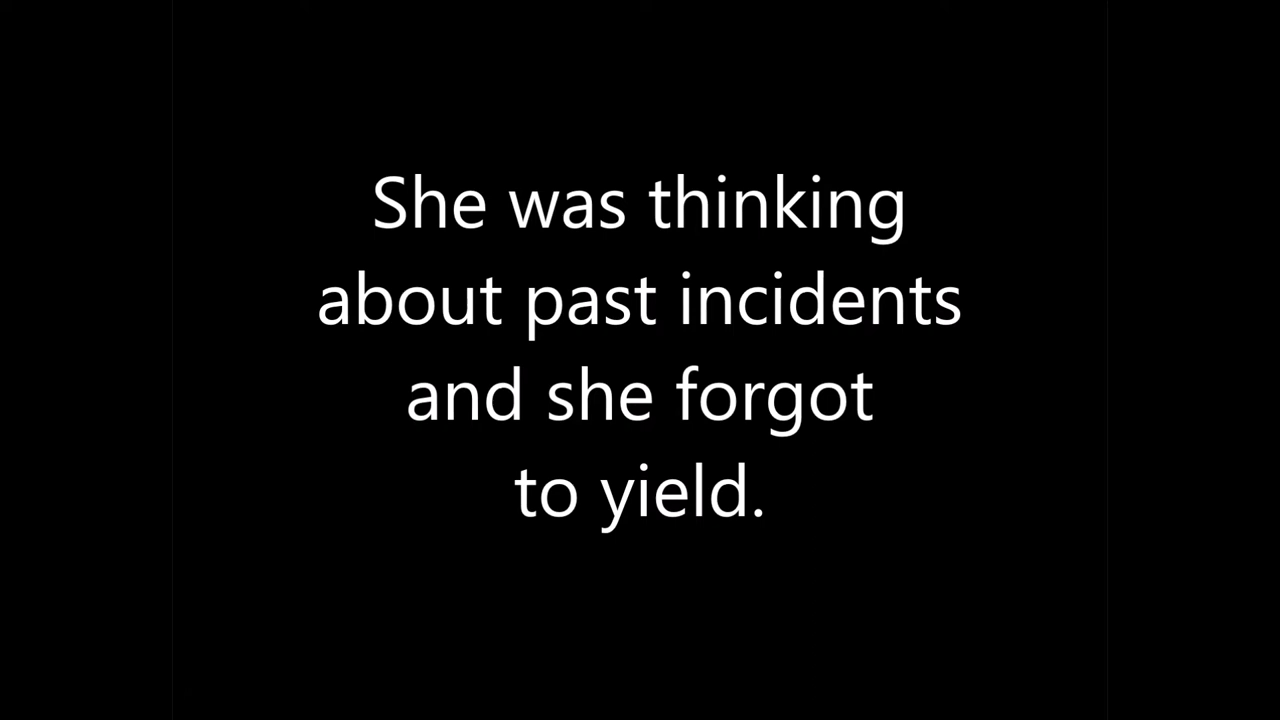 She was thinking
about past incidents
and she forgot
to yield.